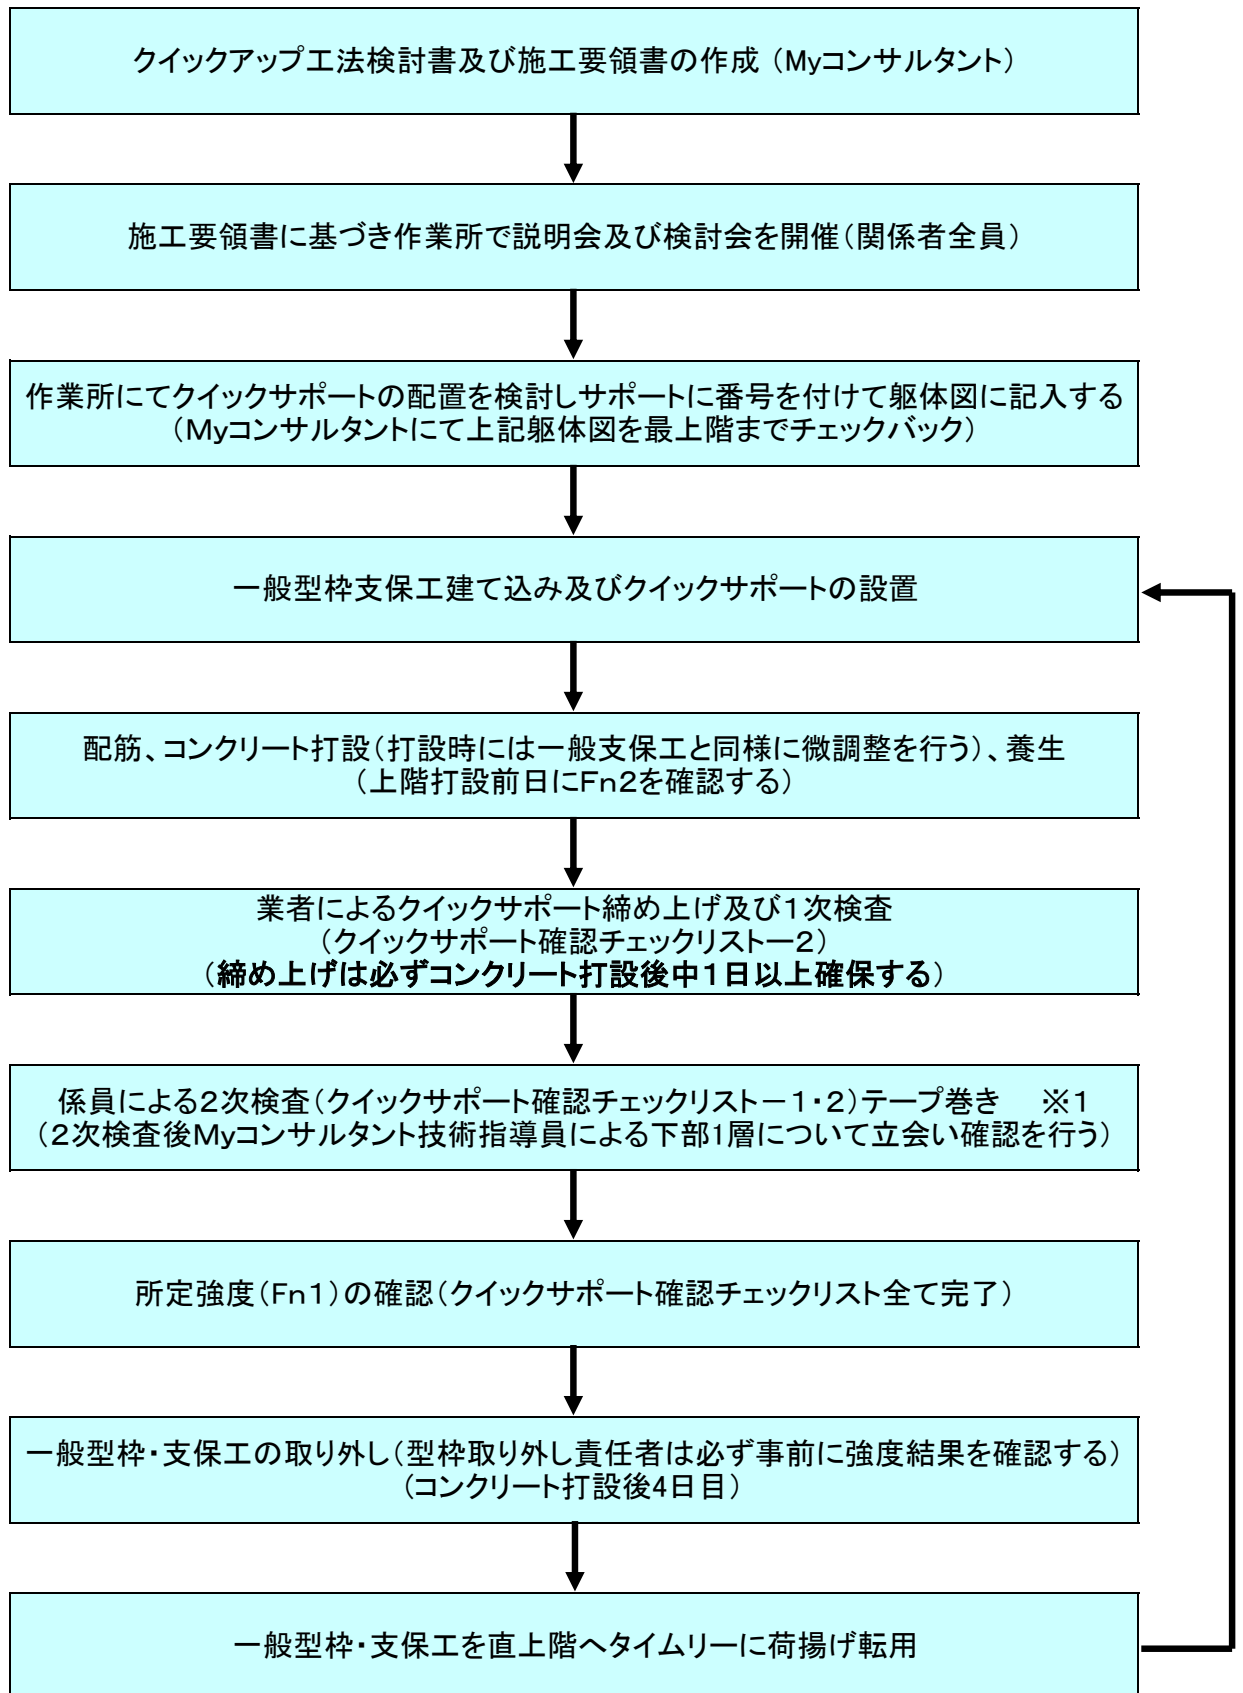 クイックアップ工法検討書及び施工要領書の作成（Myコンサルタント）
施工要領書に基づき作業所で説明会及び検討会を開催（関係者全員）
作業所にてクイックサポートの配置を検討しサポートに番号を付けて躯体図に記入する
（Myコンサルタントにて上記躯体図を最上階までチェックバック）
一般型枠支保工建て込み及びクイックサポートの設置
配筋、コンクリート打設（打設時には一般支保工と同様に微調整を行う）、養生
（上階打設前日にFn2を確認する）
業者によるクイックサポート締め上げ及び1次検査
（クイックサポート確認チェックリストー2）
（締め上げは必ずコンクリート打設後中1日以上確保する）
係員による2次検査（クイックサポート確認チェックリスト－1・2）テープ巻き　※1
（2次検査後Myコンサルタント技術指導員による下部1層について立会い確認を行う）
所定強度（Fn1）の確認（クイックサポート確認チェックリスト全て完了）
一般型枠・支保工の取り外し（型枠取り外し責任者は必ず事前に強度結果を確認する）
（コンクリート打設後4日目）
一般型枠・支保工を直上階へタイムリーに荷揚げ転用